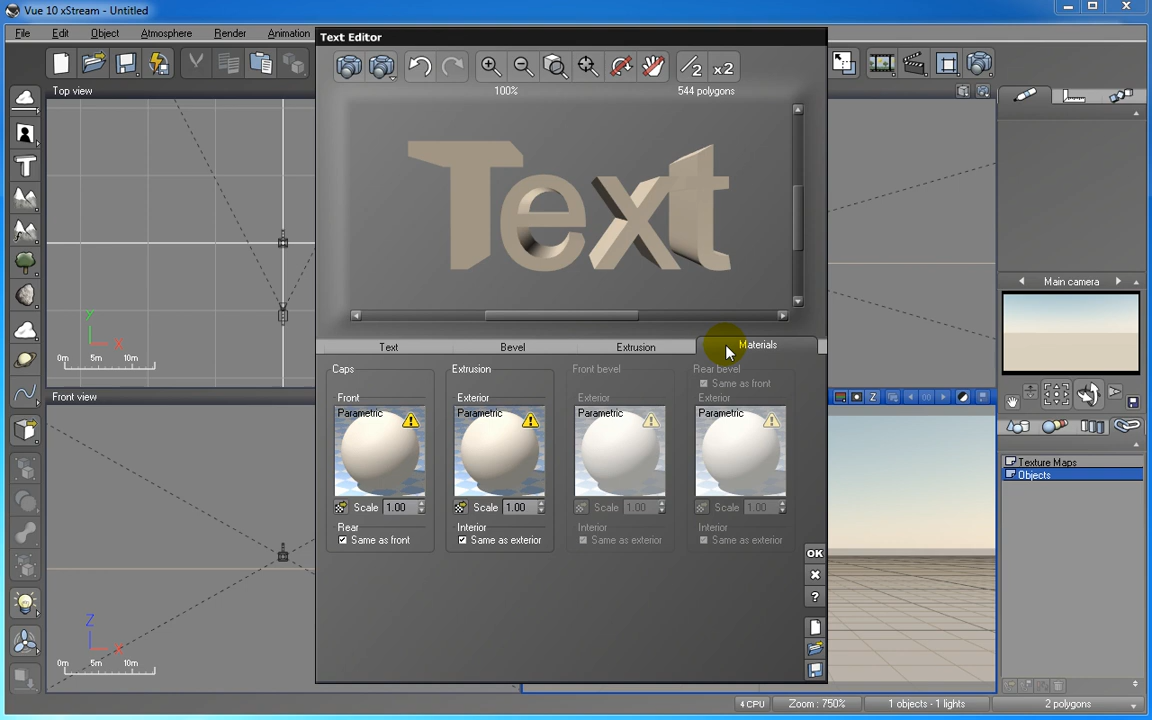 Vue 10 xStream - Untitled
File Edit Object Atmosphere Render Animation
Text Editor
Top view
100%
544 polygons
Text
y
x
0m 5m 10m
Main camera
Text Bevel Extrusion Materials
Caps Extrusion Front bevel Rear bevel
Same as front
Front Exterior Exterior Exterior
Parametric Parametric Parametric Parametric
Scale 1.00 Scale 1.00 Scale 1.00 Scale 1.00
Rear Interior Interior Interior
Same as front Same as exterior Same as exterior Same as exterior
Front view
Z
x
0m 5m 10m
Texture Maps
Objects
OK
?
/2 x2
T
Z
4 CPU Zoom : 750% 1 objects - 1 lights 2 polygons